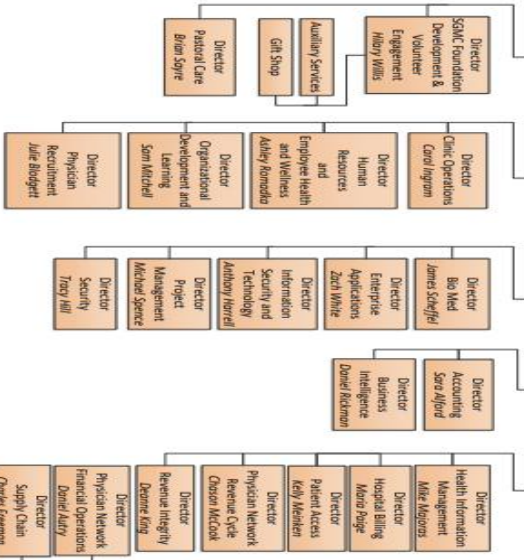 Director
SGMC Foundation
Development &
Volunteer
Engagement
Hilary Willis
Auxiliary Services
Gift Shop
Director
Pastoral Care
Brian Sayre
Director
Clinic Operations
Carol Ingram
Director
Human
Resources
and
Employee Health
and Wellness
Ashley Ramadka
Director
Organizational
Development and
Learning
Sam Mitchell
Director
Physician
Recruitment
Julie Blodgett
Director
Bio Med
James Scheffel
Director
Enterprise
Applications
Zach White
Director
Information
Security and
Technology
Anthony Harrell
Director
Project
Management
Michael Spence
Director
Security
Tracy Hill
Director
Accounting
Sara Alford
Director
Business
Intelligence
Daniel Rickman
Director
Health Information
Management
Mike Majoras
Director
Hospital Billing
Maria Paige
Director
Patient Access
Kelly Meinken
Director
Physician Network
Revenue Cycle
Chason McCook
Director
Revenue Integrity
Deanne King
Director
Physician Network
Financial Operations
Daniel Autry
Director
Supply Chain
Charles Freeman